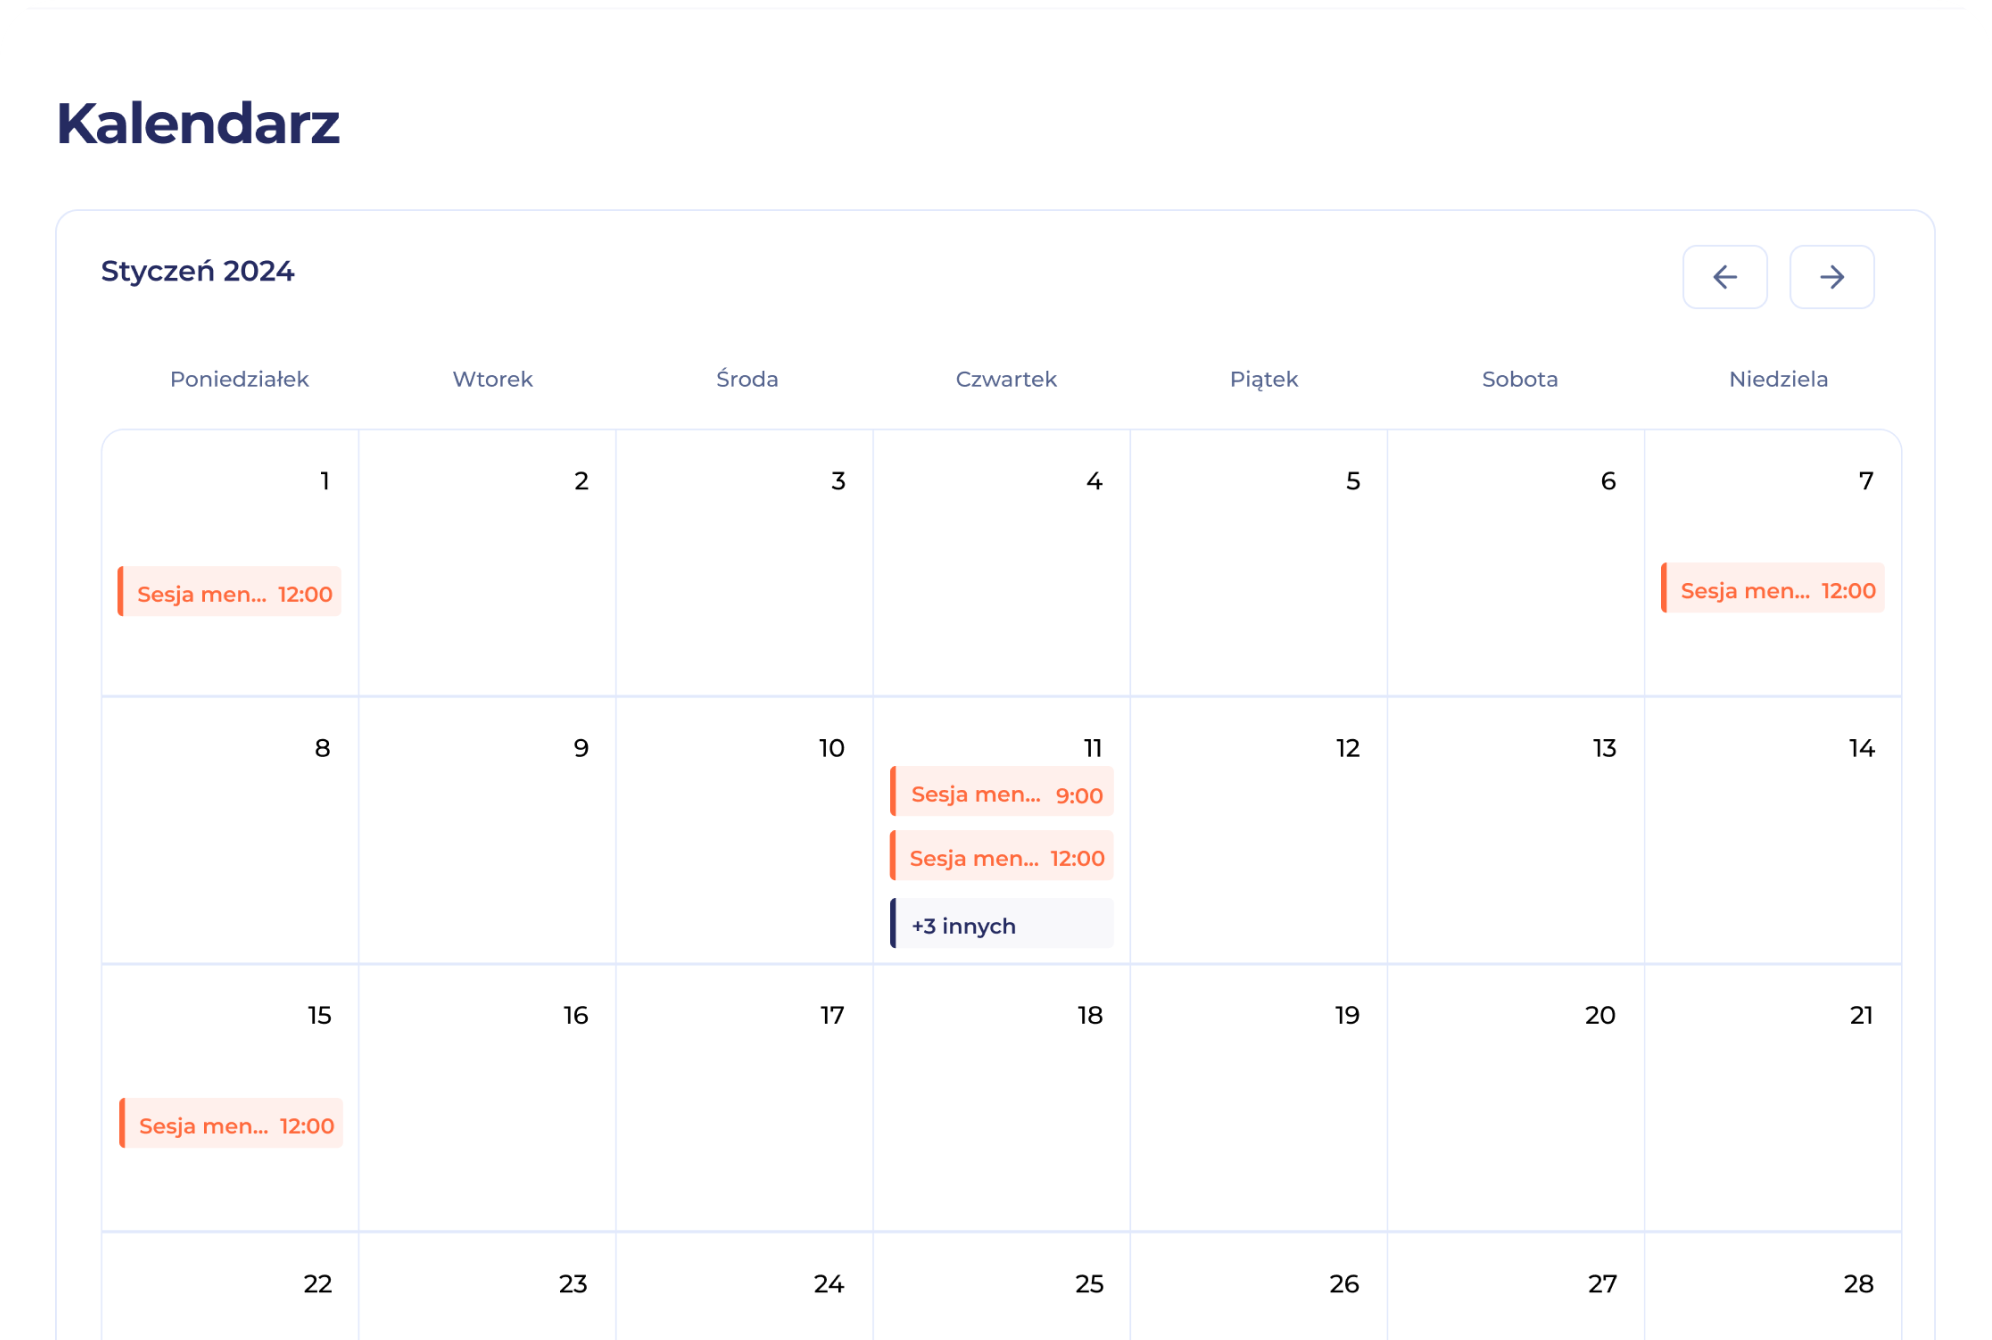 Kalendarz
Styczeń 2024
Poniedziałek Wtorek Środa Czwartek Piątek Sobota Niedziela
1 2 3 4 5 6 7
Sesja men... 12:00 Sesja men... 12:00
8 9 10 11 12 13 14
Sesja men... 9:00
Sesja men... 12:00
+3 innych
15 16 17 18 19 20 21
Sesja men... 12:00
22 23 24 25 26 27 28